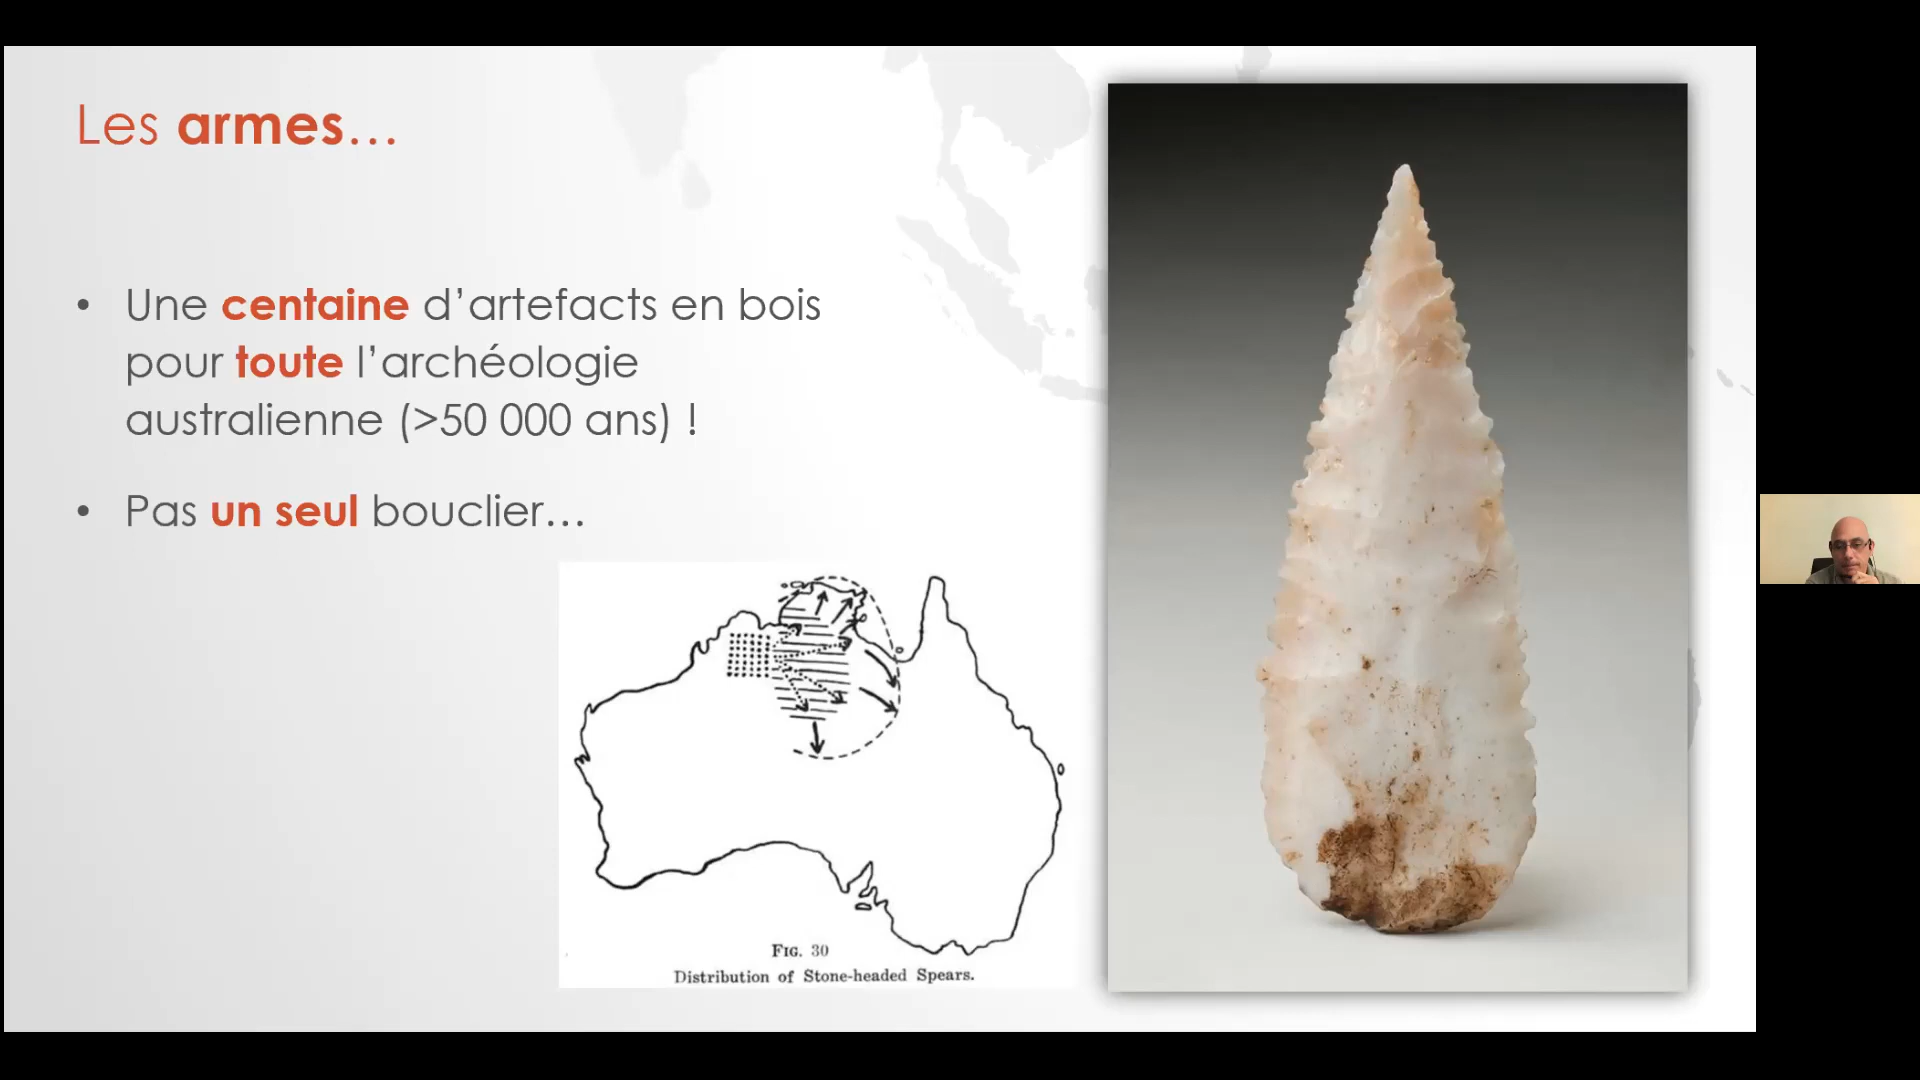 Les armes…
• Une centaine d’artefacts en bois
pour toute l’archéologie
australienne (>50 000 ans) !
• Pas un seul bouclier…
FIG. 30
Distribution of Stone-headed Spears.